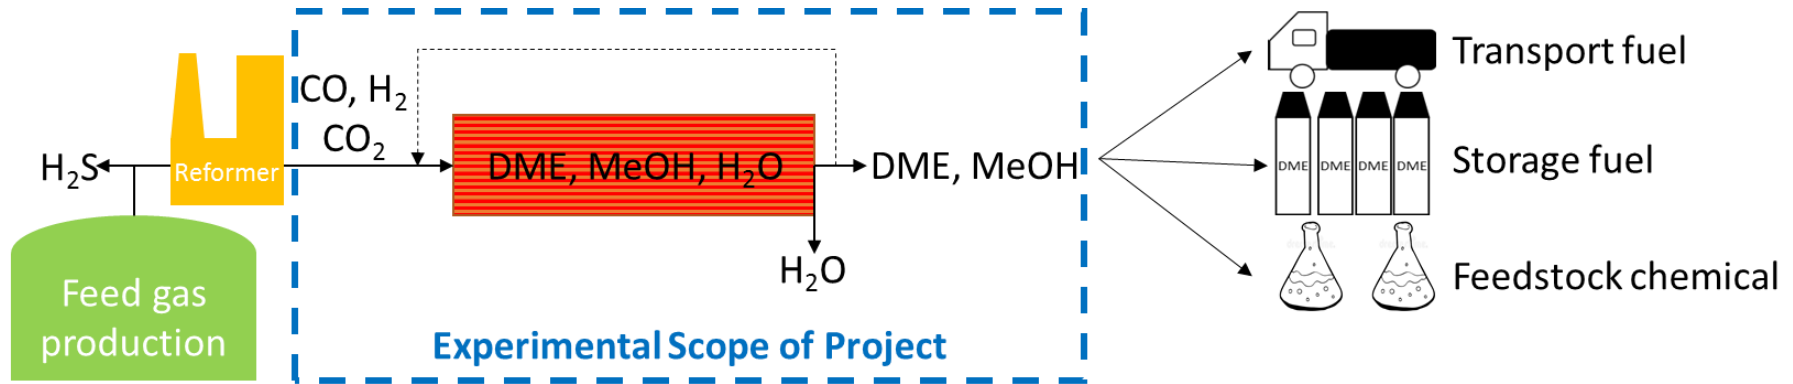 H₂S
Reformer
Feed gas
production
CO, H₂
CO₂
DME, MeOH, H₂O
DME, MeOH
H₂O
Experimental Scope of Project
Transport fuel
DME DME DME DME
Storage fuel
Feedstock chemical